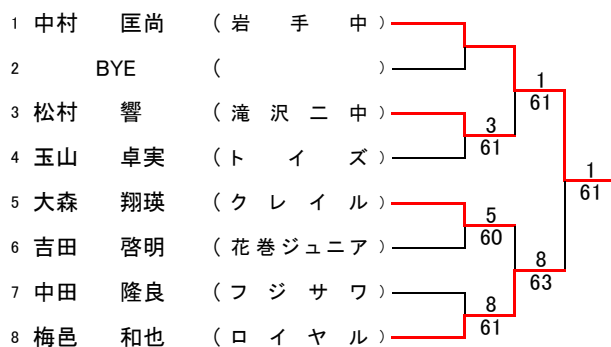 1 中村 匡尚 (岩手中)
2 BYE ( )
3 松村 響 (滝沢二中)
4 玉山 卓実 (トイズ)
5 大森 翔瑛 (クレイル)
6 吉田 啓明 (花巻ジュニア)
7 中田 隆良 (フジサワ)
8 梅邑 和也 (ロイヤル)
1
61
3
61
1
61
5
60
8
63
8
61